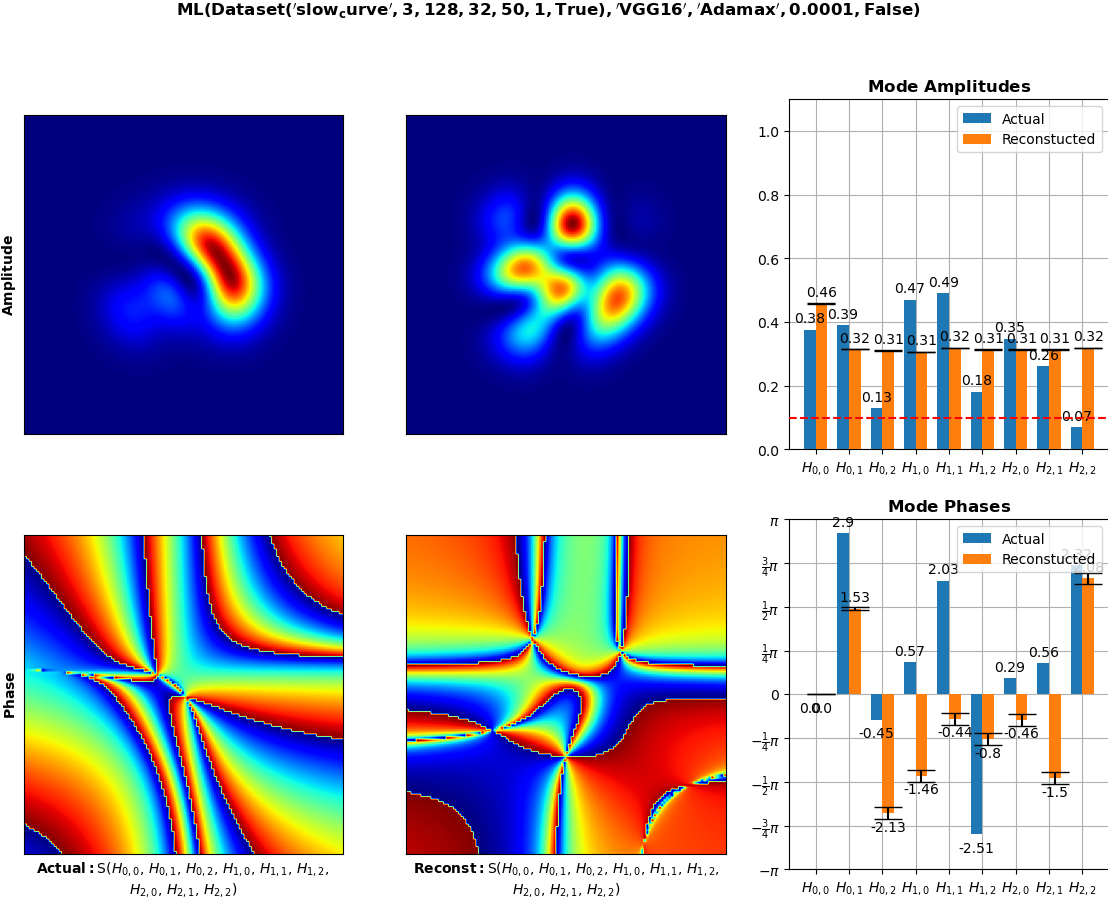 ML(Dataset('slow_curve', 3, 128, 32, 50, 1, True), 'VGG16', 'Adamax', 0.0001, False)
Amplitude
Mode Amplitudes
Actual
Reconstucted
1.0
0.8
0.6
0.4
0.2
0.0
0.38
0.46
0.39
0.32
0.13
0.31
0.47
0.31
0.49
0.32
0.18
0.31
0.35
0.31
0.26
0.31
0.07
0.32
H0,0 H0,1 H0,2 H1,0 H1,1 H1,2 H2,0 H2,1 H2,2
Phase
Actual: S(H0,0, H0,1, H0,2, H1,0, H1,1, H1,2,
H2,0, H2,1, H2,2)
Reconst: S(H0,0, H0,1, H0,2, H1,0, H1,1, H1,2,
H2,0, H2,1, H2,2)
Mode Phases
Actual
Reconstucted
π
3/4π
1/2π
1/4π
0
−1/4π
−1/2π
−3/4π
−π
0.0
0.0
2.9
1.53
-0.45
-2.13
0.57
-1.46
2.03
-0.44
-2.51
-0.8
0.29
-0.46
0.56
-1.5
H0,0 H0,1 H0,2 H1,0 H1,1 H1,2 H2,0 H2,1 H2,2